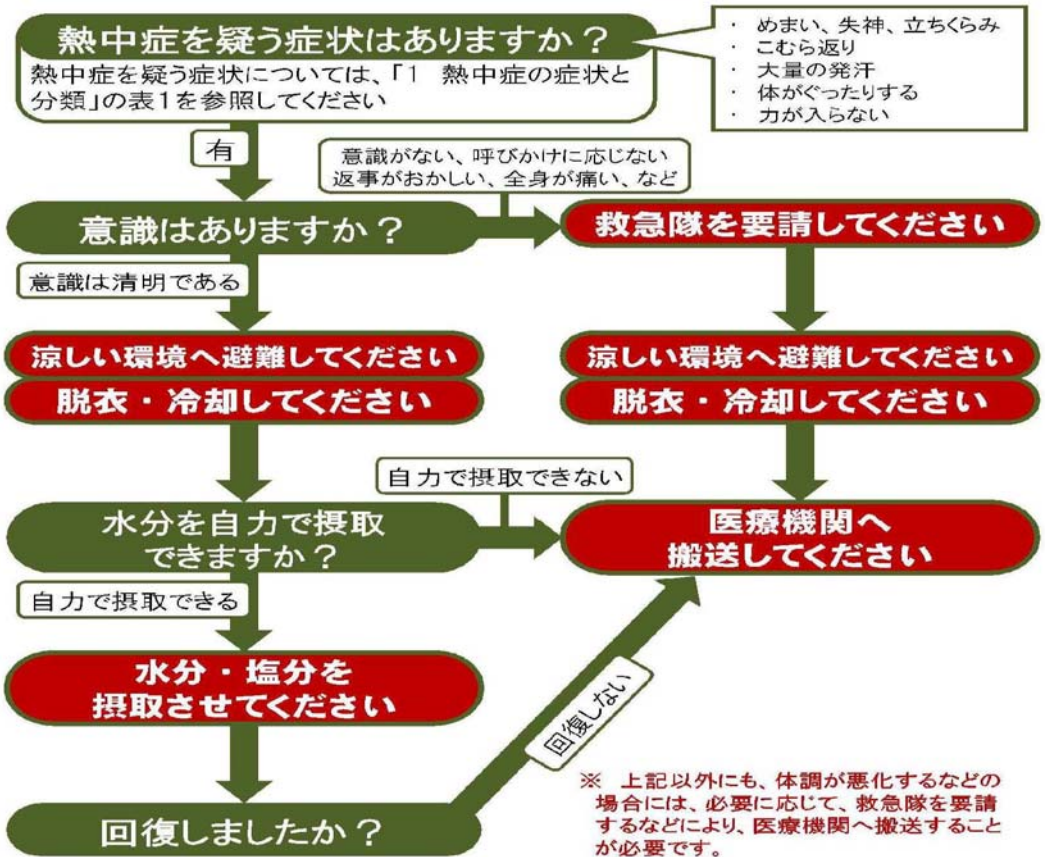 熱中症を疑う症状はありますか？
熱中症を疑う症状については、「1　熱中症の症状と
分類」の表1を参照してください
・　めまい、失神、立ちくらみ
・　こむら返り
・　大量の発汗
・　体がぐったりする
・　力が入らない
有
意識がない、呼びかけに応じない
返事がおかしい、全身が痛い、など
意識はありますか？
救急隊を要請してください
意識は清明である
涼しい環境へ避難してください
脱衣・冷却してください
涼しい環境へ避難してください
脱衣・冷却してください
自力で摂取できない
水分を自力で摂取
できますか？
医療機関へ
搬送してください
自力で摂取できる
水分・塩分を
摂取させてください
回復しない
回復しましたか？
※　上記以外にも、体調が悪化するなどの
場合には、必要に応じて、救急隊を要請
するなどにより、医療機関へ搬送すること
が必要です。